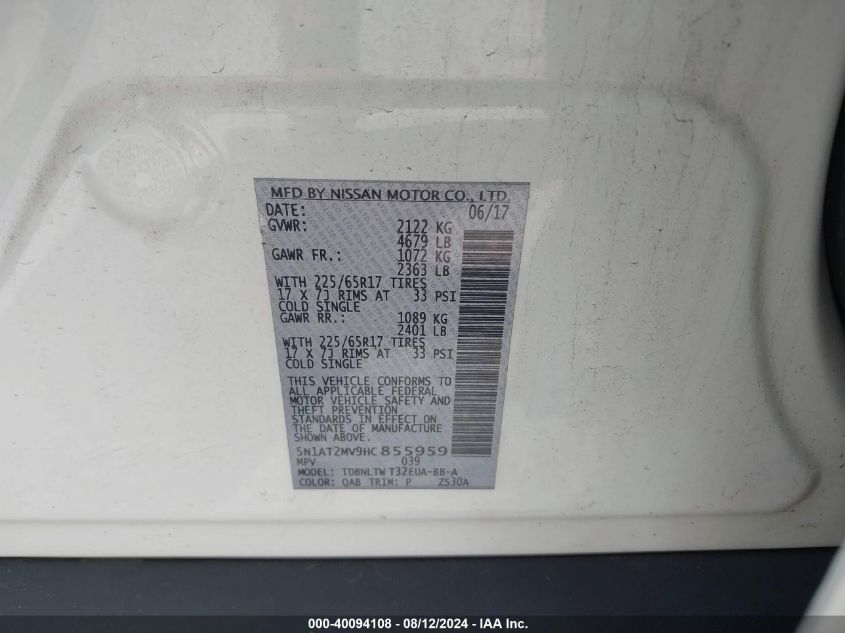 MFD BY NISSAN MOTOR CO., LTD.
DATE: 06/17
GVWR: 2122 KG
4679 LB
GAWR FR.: 1072 KG
2363 LB
WITH 225/65R17 TIRES
17 X 7J RIMS AT 33 PSI
COLD SINGLE
GAWR RR.: 1089 KG
2401 LB
WITH 225/65R17 TIRES
17 X 7J RIMS AT 33 PSI
COLD SINGLE
THIS VEHICLE CONFORMS TO
ALL APPLICABLE FEDERAL
MOTOR VEHICLE SAFETY AND
THEFT PREVENTION
STANDARDS IN EFFECT ON
THE DATE OF MANUFACTURE
SHOWN ABOVE.
5N1AT2MV9HC855959
MPV 039
MODEL: TDBNLTW T32EUA-BB-A
COLOR: QAB TRIM: P ZS30A
000-40094108 - 08/12/2024 - IAA Inc.